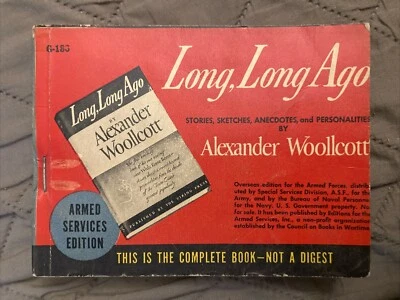 G-183
Long, Long Ago
STORIES, SKETCHES, ANECDOTES, and PERSONALITIES
BY
Alexander Woollcott
Overseas edition for the Armed Forces. Distrib-
uted by Special Services Division, A.S.F., for the
Army, and by the Bureau of Naval Personnel
for the Navy. U. S. Government property. Not
for sale. It has been published by Editions for the
Armed Services, Inc., a non-profit organization
established by the Council on Books in Wartime.
Long, Long Ago
BY
Alexander
Woollcott
PUBLISHED BY THE VIKING PRESS
ARMED
SERVICES
EDITION
THIS IS THE COMPLETE BOOK—NOT A DIGEST